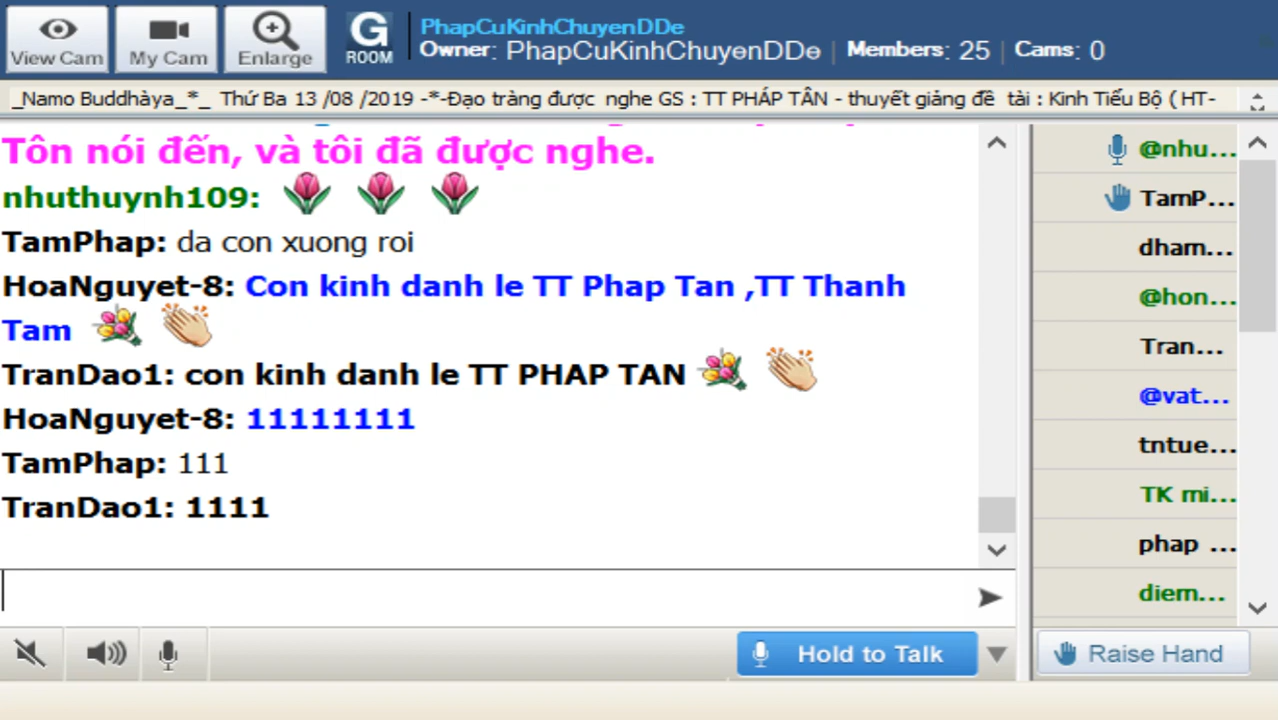 PhapCuKinhChuyenDDe
View Cam My Cam Enlarge G ROOM Owner: PhapCuKinhChuyenDDe | Members: 25 | Cams: 0
_Namo Buddhàya_*_ Thứ Ba 13 /08 /2019 -*-Đạo tràng được nghe GS : TT PHÁP TÂN - thuyết giảng đề tài : Kinh Tiểu Bộ ( HT-
Tôn nói đến, và tôi đã được nghe.
nhuthuynh109:
TamPhap: da con xuong roi
HoaNguyet-8: Con kinh danh le TT Phap Tan ,TT Thanh
Tam
TranDao1: con kinh danh le TT PHAP TAN
HoaNguyet-8: 11111111
TamPhap: 111
TranDao1: 1111
@nhu...
TamP...
dham...
@hon...
Tran...
@vat...
tntue...
TK mi...
phap ...
diem...
Hold to Talk
Raise Hand